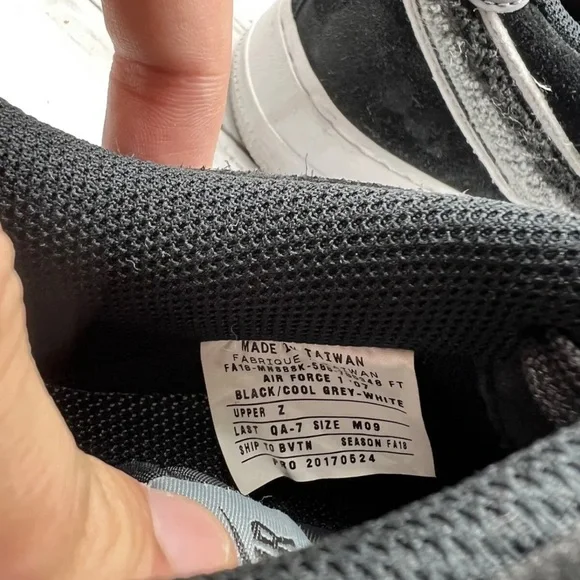 MADE IN TAIWAN
FABRIQUE TAIWAN
AIR FORCE 1 '07
BLACK/COOL GREY-WHITE
UPPER Z
LAST QA-7 SIZE M09
SHIP TO BVTN SEASON FA18
PRO 20170524